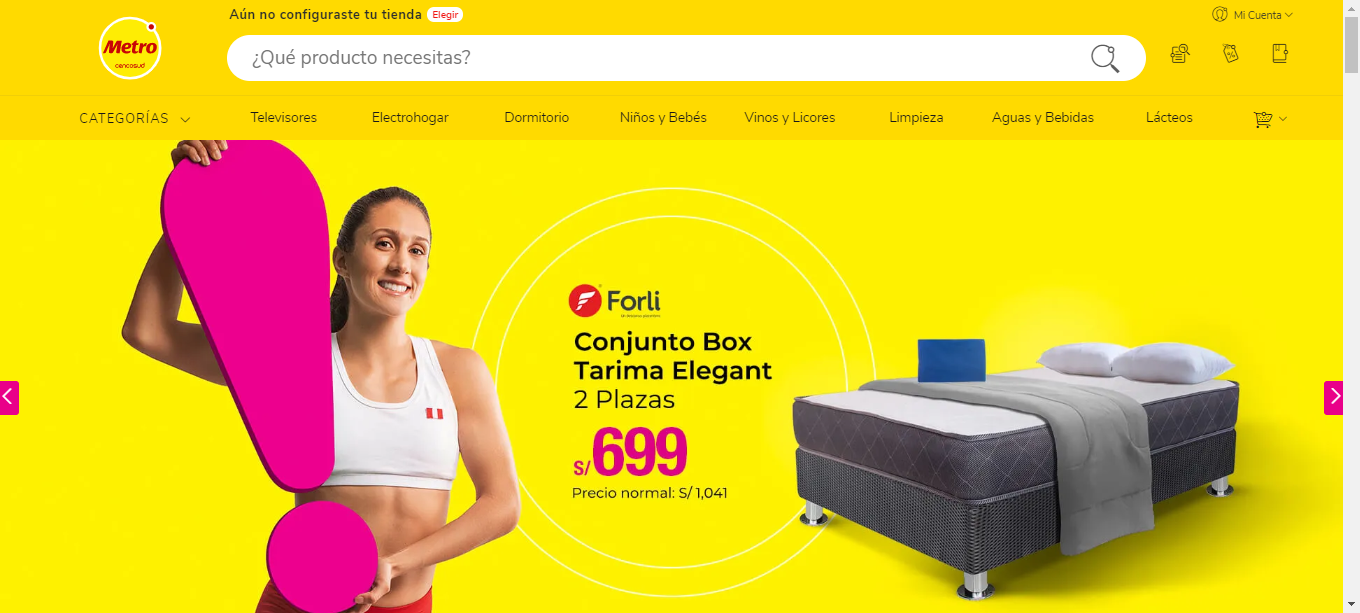 Aún no configuraste tu tienda Elegir
Mi Cuenta
Metro
cencosud
¿Qué producto necesitas?
CATEGORÍAS Televisores Electrohogar Dormitorio Niños y Bebés Vinos y Licores Limpieza Aguas y Bebidas Lácteos
Forli
Conjunto Box
Tarima Elegant
2 Plazas
S/699
Precio normal: S/ 1,041